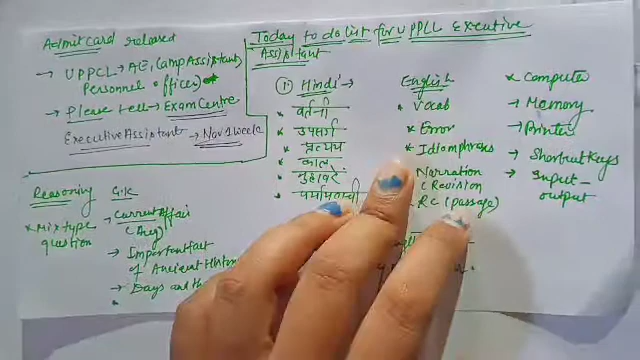 Admit card released
→ UPPCL → AE, Camp Assistant,
Personnel officer
→ Please tell → Exam Centre
Executive Assistant → Nov 1 week
Today to do list for UPPCL Executive
Assistant
① Hindi →
* वर्तनी
* उपसर्ग
* प्रत्यय
* काल
* मुहावरे
* पर्यायवाची
English
* Vocab
* Error
* Idiom phrases
Narration
(Revision
RC (passage)
* Computer
→ Memory
→ Printer
→ Shortcut Keys
→ Input-
output
Reasoning
* Mix type
question
G.K
→ Current Affair
(Aug)
→ Important fact
of Ancient
→ Days and